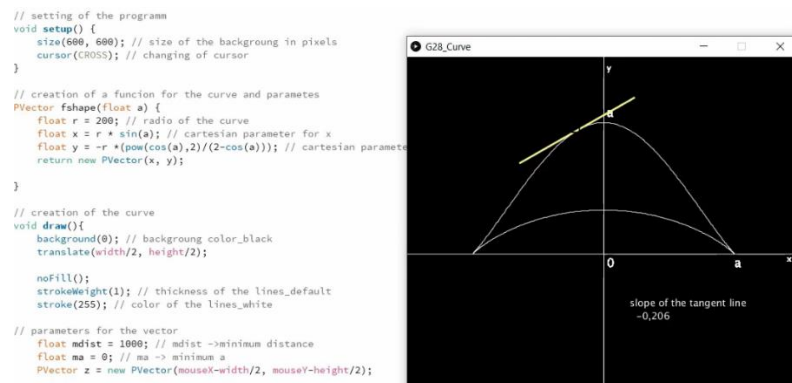 // setting of the programm
void setup() {
size(600, 600); // size of the backgroung in pixels
cursor(CROSS); // changing of cursor
}
// creation of a funcion for the curve and parametes
PVector fshape(float a) {
float r = 200; // radio of the curve
float x = r * sin(a); // cartesian parameter for x
float y = -r *(pow(cos(a),2)/(2-cos(a))); // cartesian paramete
return new PVector(x, y);
}
// creation of the curve
void draw(){
background(0); // backgroung color_black
translate(width/2, height/2);
noFill();
strokeWeight(1); // thickness of the lines_default
stroke(255); // color of the lines_white
// parameters for the vector
float mdist = 1000; // mdist ->minimum distance
float ma = 0; // ma -> minimum a
PVector z = new PVector(mouseX-width/2, mouseY-height/2);
G28_Curve
y
a
0
a
x
slope of the tangent line
-0,206